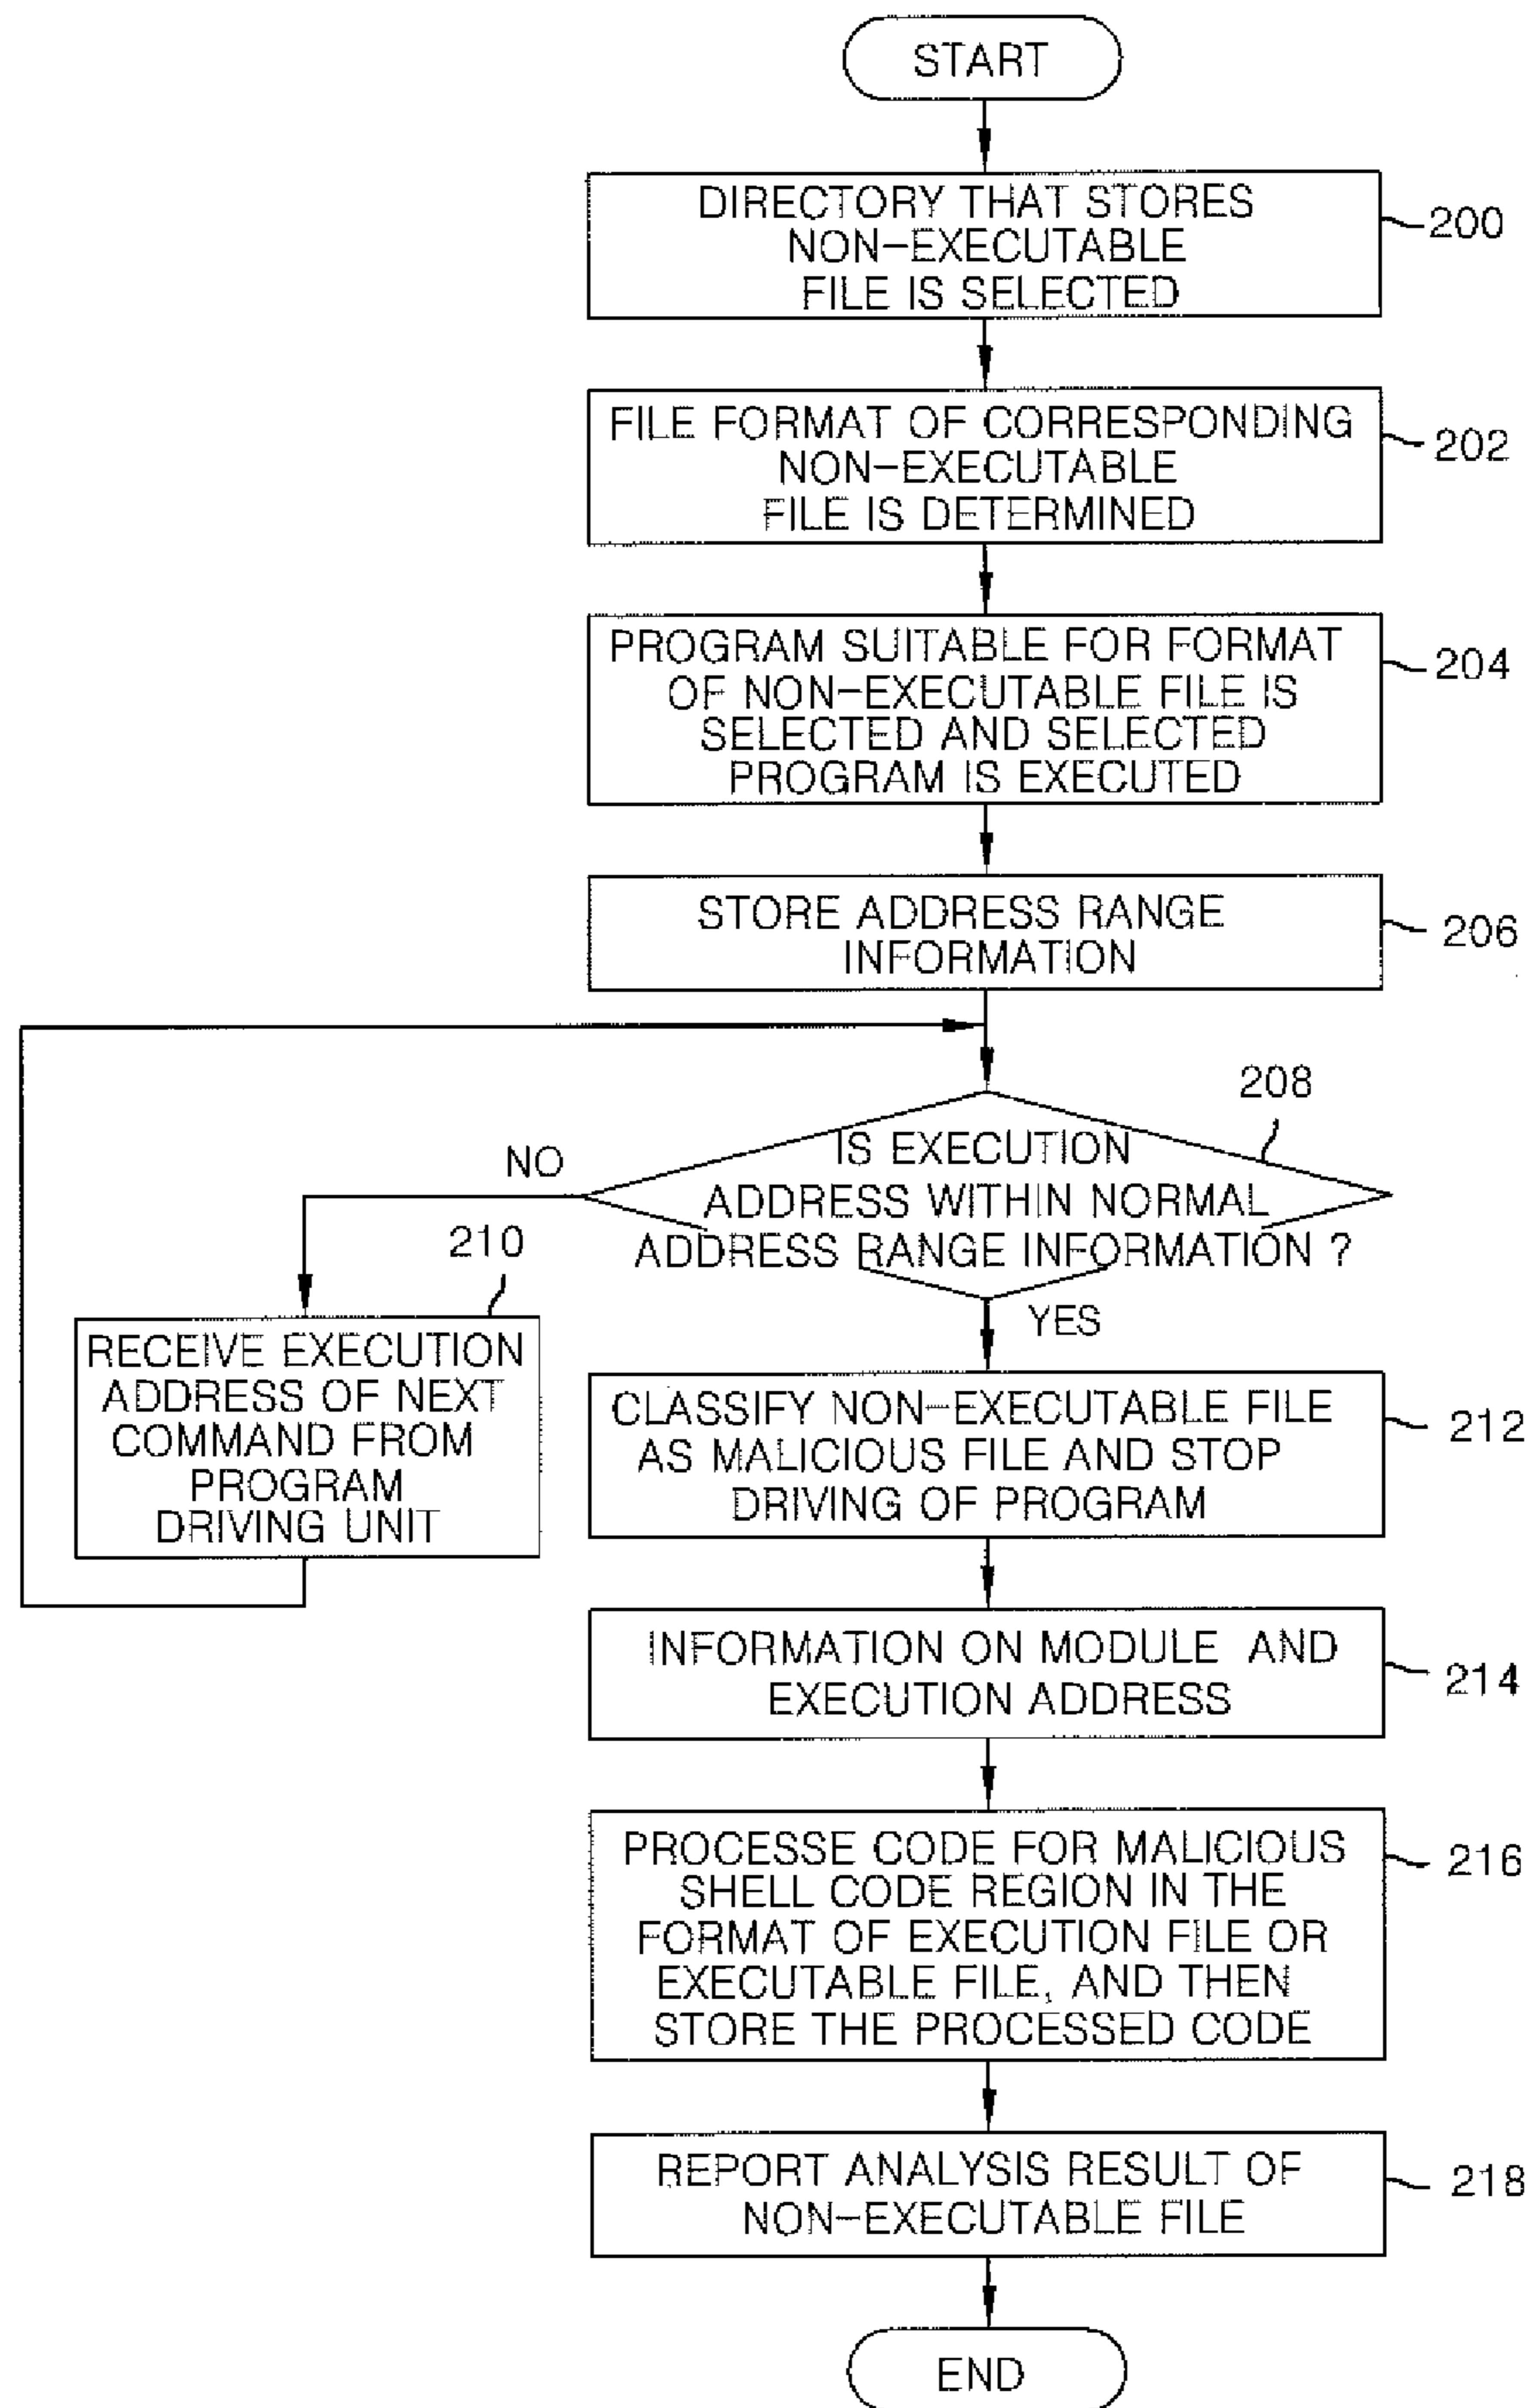 START
DIRECTORY THAT STORES
NON-EXECUTABLE
FILE IS SELECTED
200
FILE FORMAT OF CORRESPONDING
NON-EXECUTABLE
FILE IS DETERMINED
202
PROGRAM SUITABLE FOR FORMAT
OF NON-EXECUTABLE FILE IS
SELECTED AND SELECTED
PROGRAM IS EXECUTED
204
STORE ADDRESS RANGE
INFORMATION
206
208
IS EXECUTION
ADDRESS WITHIN NORMAL
ADDRESS RANGE INFORMATION ?
NO
210
RECEIVE EXECUTION
ADDRESS OF NEXT
COMMAND FROM
PROGRAM
DRIVING UNIT
YES
CLASSIFY NON-EXECUTABLE FILE
AS MALICIOUS FILE AND STOP
DRIVING OF PROGRAM
212
INFORMATION ON MODULE AND
EXECUTION ADDRESS
214
PROCESSE CODE FOR MALICIOUS
SHELL CODE REGION IN THE
FORMAT OF EXECUTION FILE OR
EXECUTABLE FILE, AND THEN
STORE THE PROCESSED CODE
216
REPORT ANALYSIS RESULT OF
NON-EXECUTABLE FILE
218
END